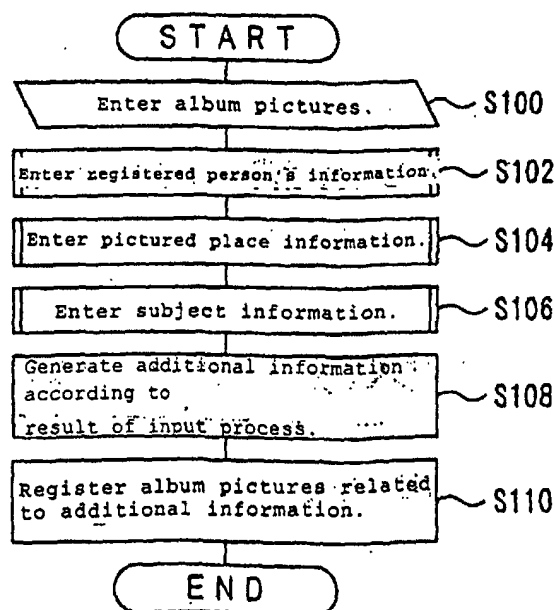 START
Enter album pictures. S100
Enter registered person's information. S102
Enter pictured place information. S104
Enter subject information. S106
Generate additional information
according to S108
result of input process.
Register album pictures related S110
to additional information.
END